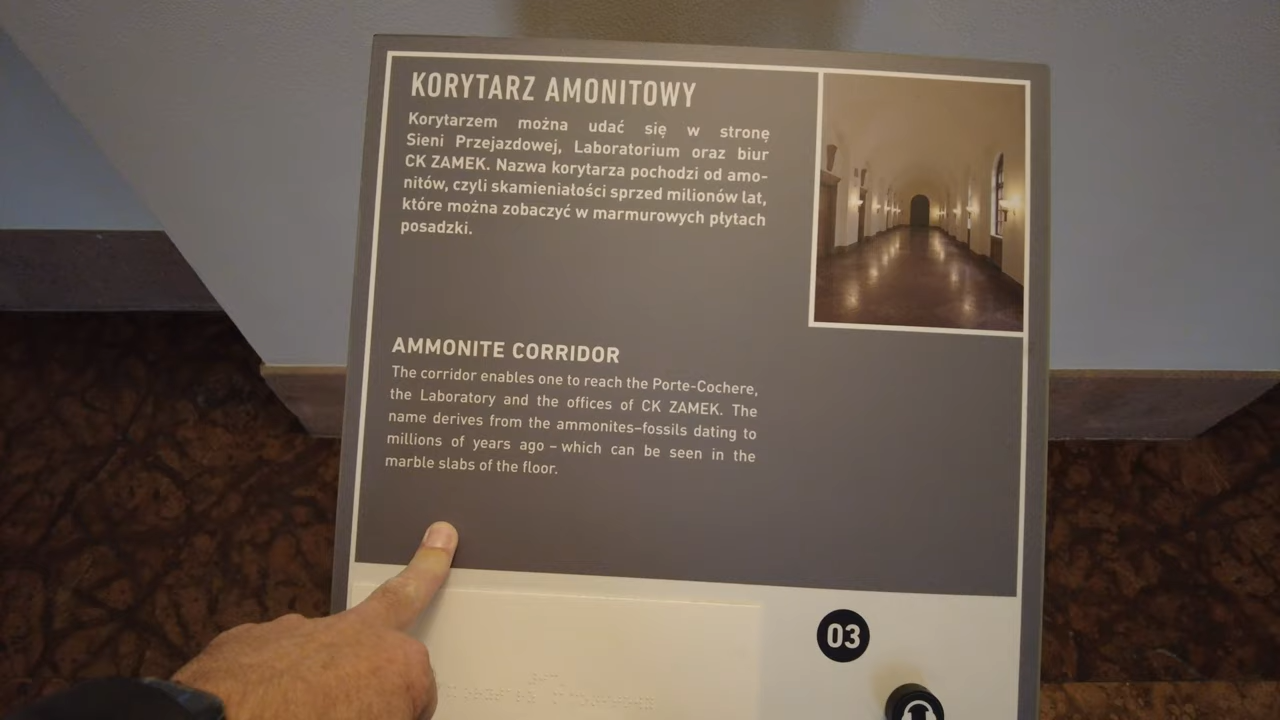 KORYTARZ AMONITOWY
Korytarzem można udać się w stronę
Sieni Przejazdowej, Laboratorium oraz biur
CK ZAMEK. Nazwa korytarza pochodzi od amo-
nitów, czyli skamieniałości sprzed milionów lat,
które można zobaczyć w marmurowych płytach
posadzki.
AMMONITE CORRIDOR
The corridor enables one to reach the Porte-Cochere,
the Laboratory and the offices of CK ZAMEK. The
name derives from the ammonites–fossils dating to
millions of years ago – which can be seen in the
marble slabs of the floor.
03